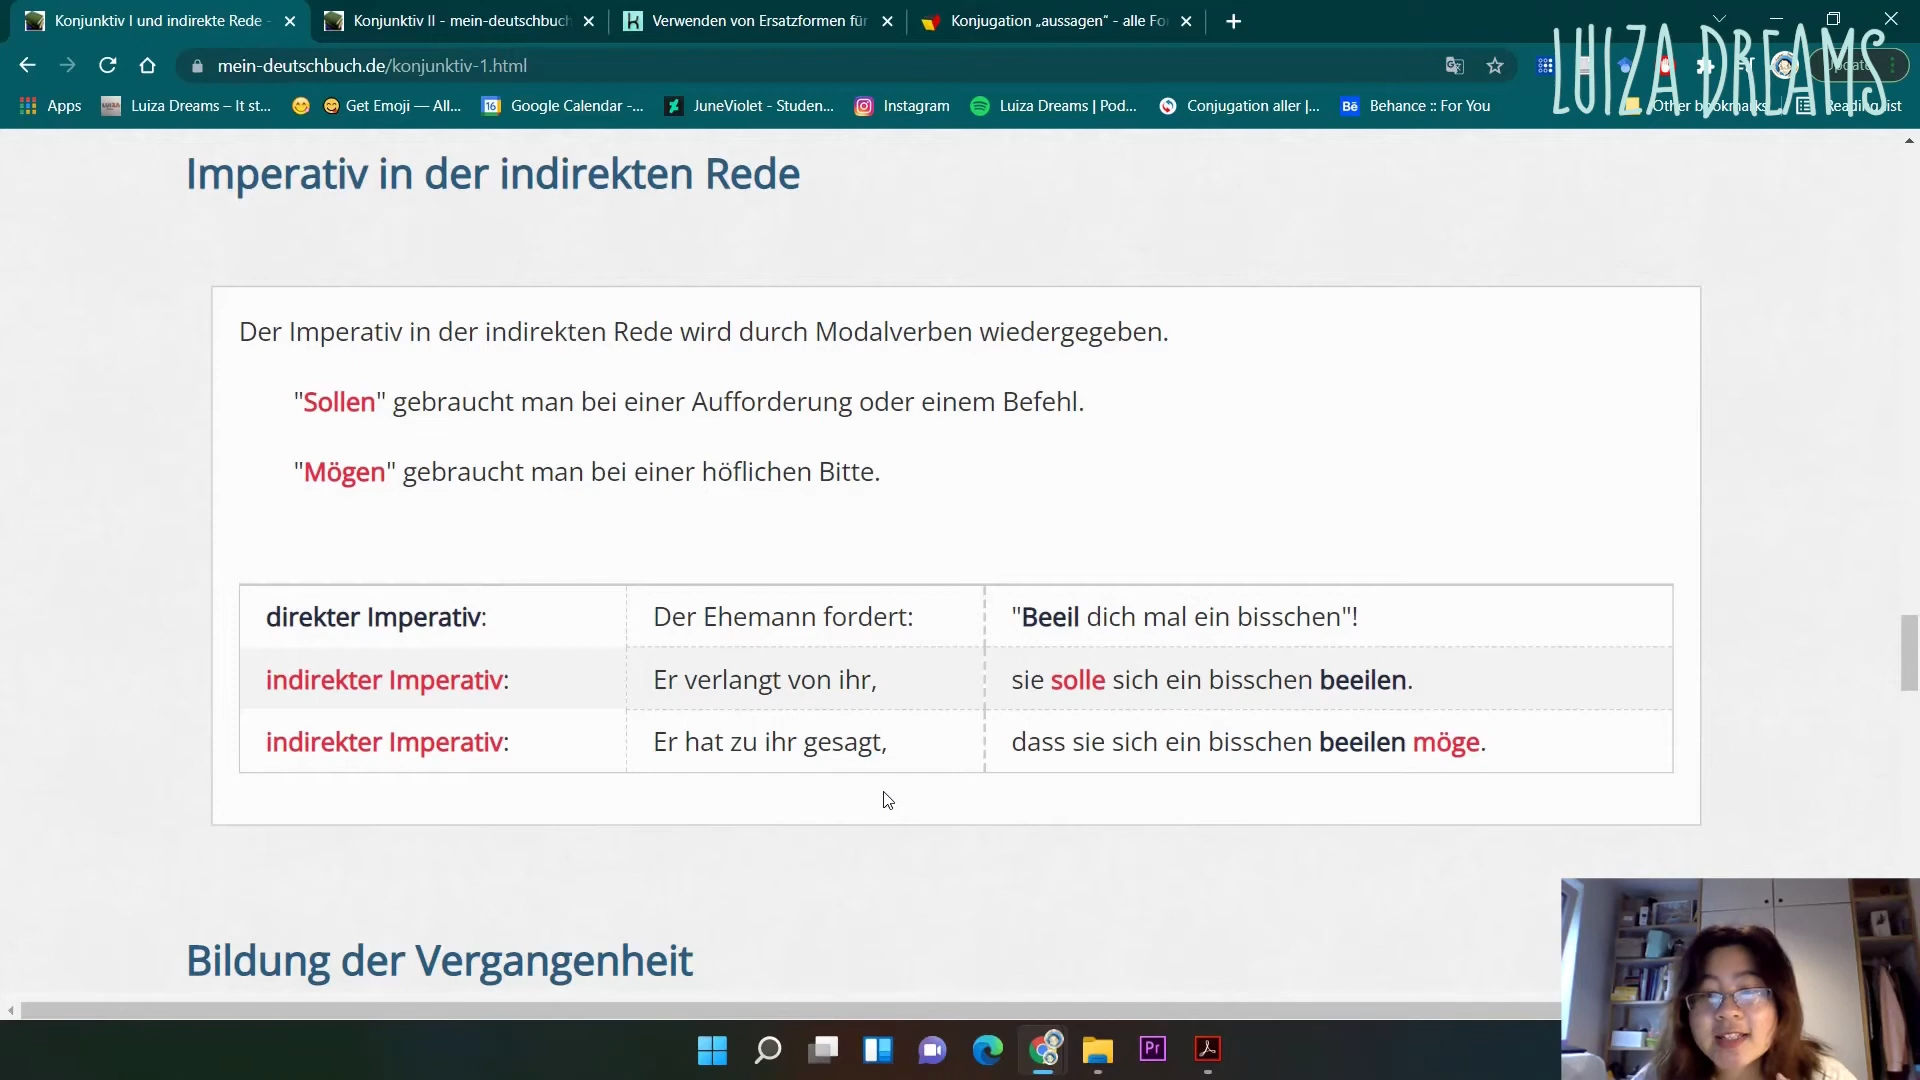 Konjunktiv I und indirekte Rede -
Konjunktiv II - mein-deutschbuch
Verwenden von Ersatzformen für
Konjugation „aussagen" - alle Fo
mein-deutschbuch.de/konjunktiv-1.html
LUIZA DREAMS
Apps
Luiza Dreams – It st...
Get Emoji — All...
Google Calendar -...
JuneViolet - Studen...
Instagram
Luiza Dreams | Pod...
Conjugation aller |...
Behance :: For You
Other bookmarks
Reading list
Imperativ in der indirekten Rede
Der Imperativ in der indirekten Rede wird durch Modalverben wiedergegeben.
"Sollen" gebraucht man bei einer Aufforderung oder einem Befehl.
"Mögen" gebraucht man bei einer höflichen Bitte.
direkter Imperativ: Der Ehemann fordert: "Beeil dich mal ein bisschen"!
indirekter Imperativ: Er verlangt von ihr, sie solle sich ein bisschen beeilen.
indirekter Imperativ: Er hat zu ihr gesagt, dass sie sich ein bisschen beeilen möge.
Bildung der Vergangenheit